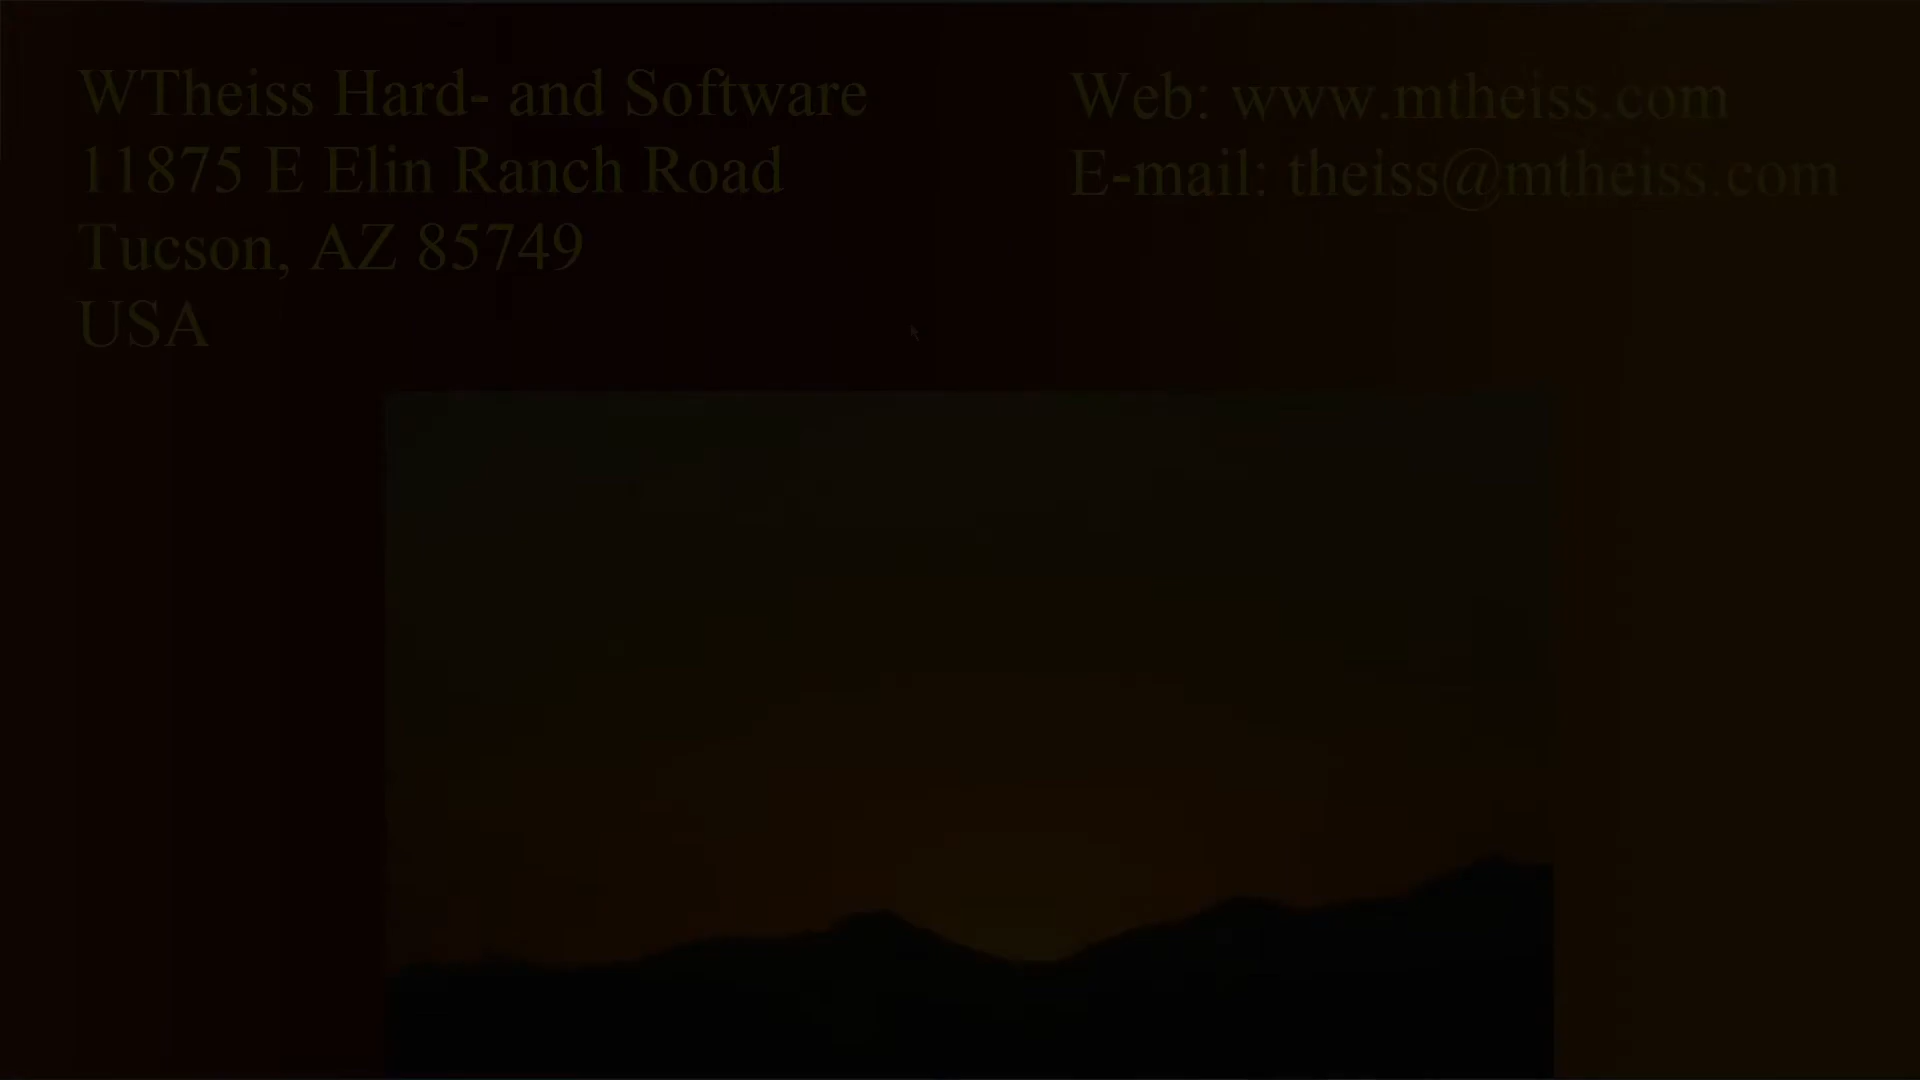 WTheiss Hard- and Software
11875 E Elin Ranch Road
Tucson, AZ 85749
USA
Web: www.mtheiss.com
E-mail: theiss@mtheiss.com